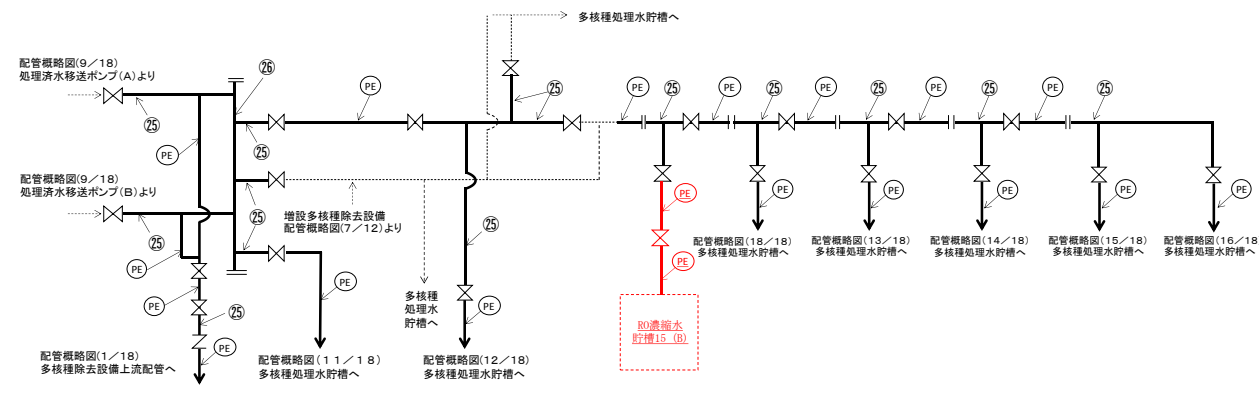 多核種処理水貯槽へ
配管概略図(9/18)
処理済水移送ポンプ(A)より
㉖
PE
㉕
㉕
PE
㉕
PE
㉕
PE
㉕
PE
㉕
PE
㉕
㉕
㉕
PE
配管概略図(9/18)
処理済水移送ポンプ(B)より
㉕
㉕
PE
PE
㉕
増設多核種除去設備
配管概略図(7/12)より
㉕
PE
PE
PE
PE
PE
PE
PE
配管概略図(18/18)
多核種処理水貯槽へ
配管概略図(13/18)
多核種処理水貯槽へ
配管概略図(14/18)
多核種処理水貯槽へ
配管概略図(15/18)
多核種処理水貯槽へ
配管概略図(16/18)
多核種処理水貯槽へ
PE
PE
㉕
多核種
処理水
貯槽へ
PE
RO濃縮水
貯槽15 (B)
PE
配管概略図(1/18)
多核種除去設備上流配管へ
配管概略図(11/18)
多核種処理水貯槽へ
配管概略図(12/18)
多核種処理水貯槽へ